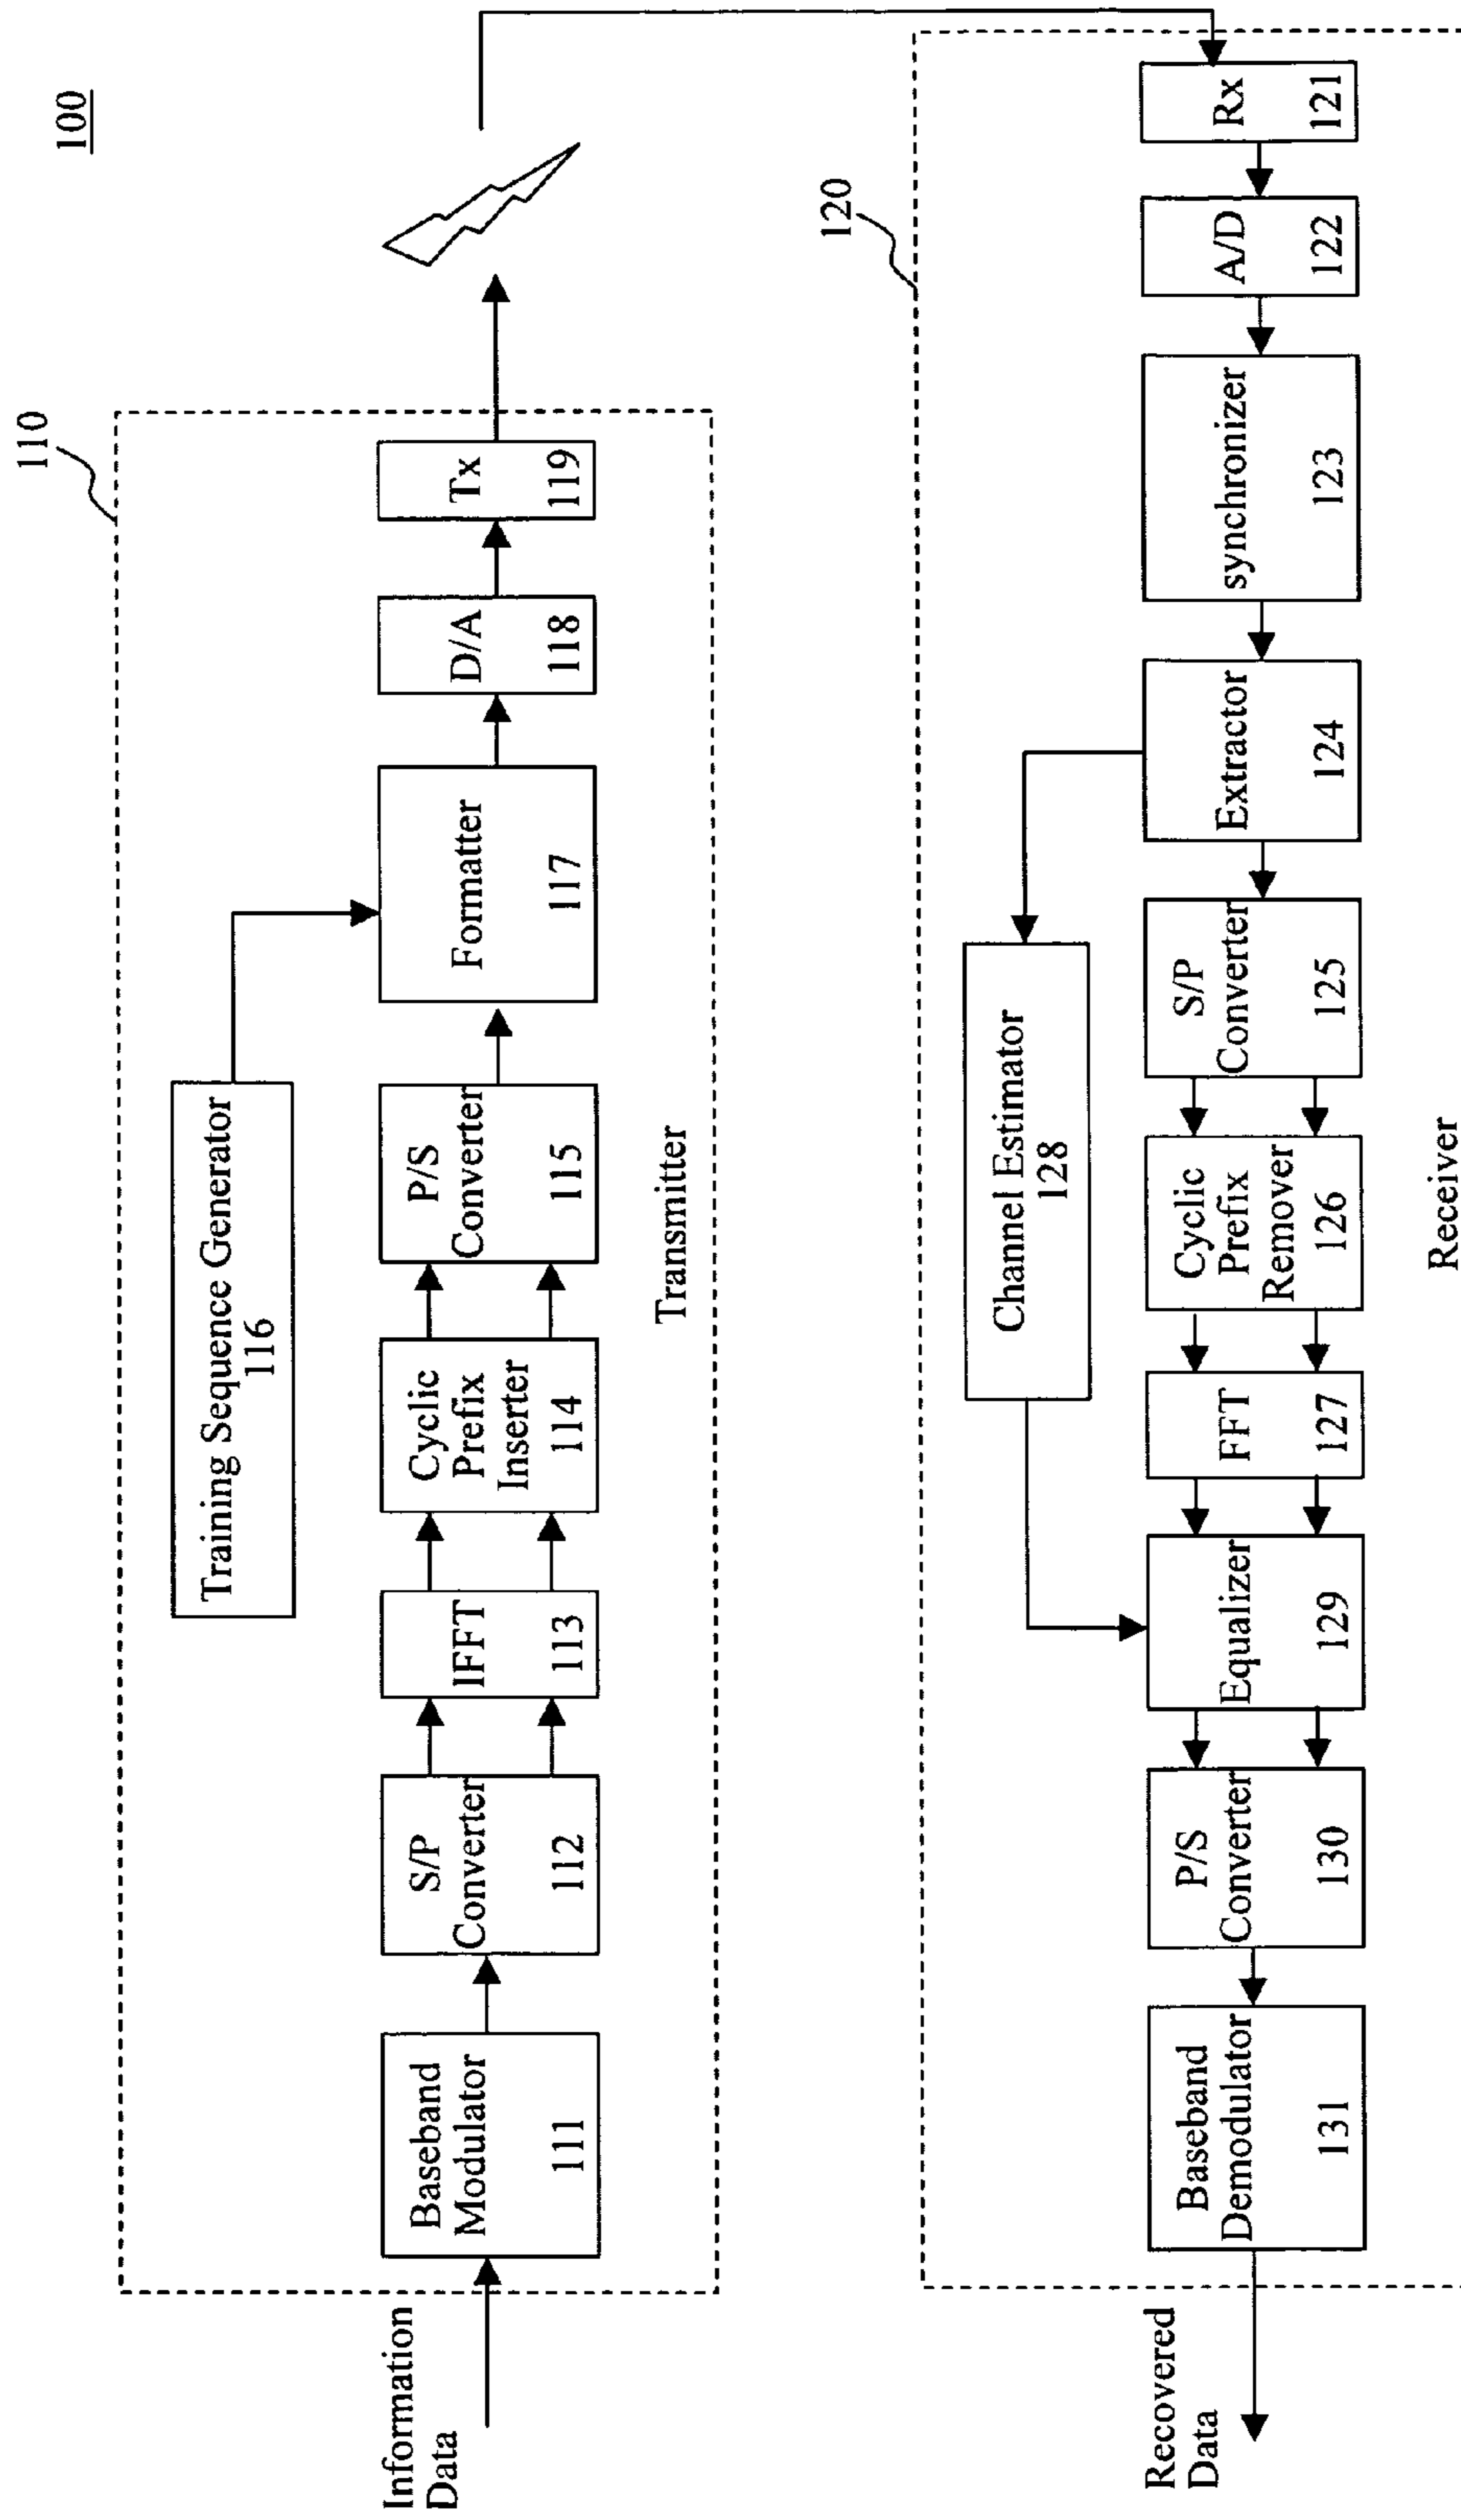 100
110
Information
Data
Baseband
Modulator
111
S/P
Converter
112
IFFT
113
Cyclic
Prefix
Inserter
114
P/S
Converter
115
Training Sequence Generator
116
Formatter
117
D/A
118
Tx
119
Transmitter
120
Rx
121
A/D
122
synchronizer
123
Extractor
124
S/P
Converter
125
Cyclic
Prefix
Remover
126
FFT
127
Channel Estimator
128
Equalizer
129
P/S
Converter
130
Baseband
Demodulator
131
Recovered
Data
Receiver